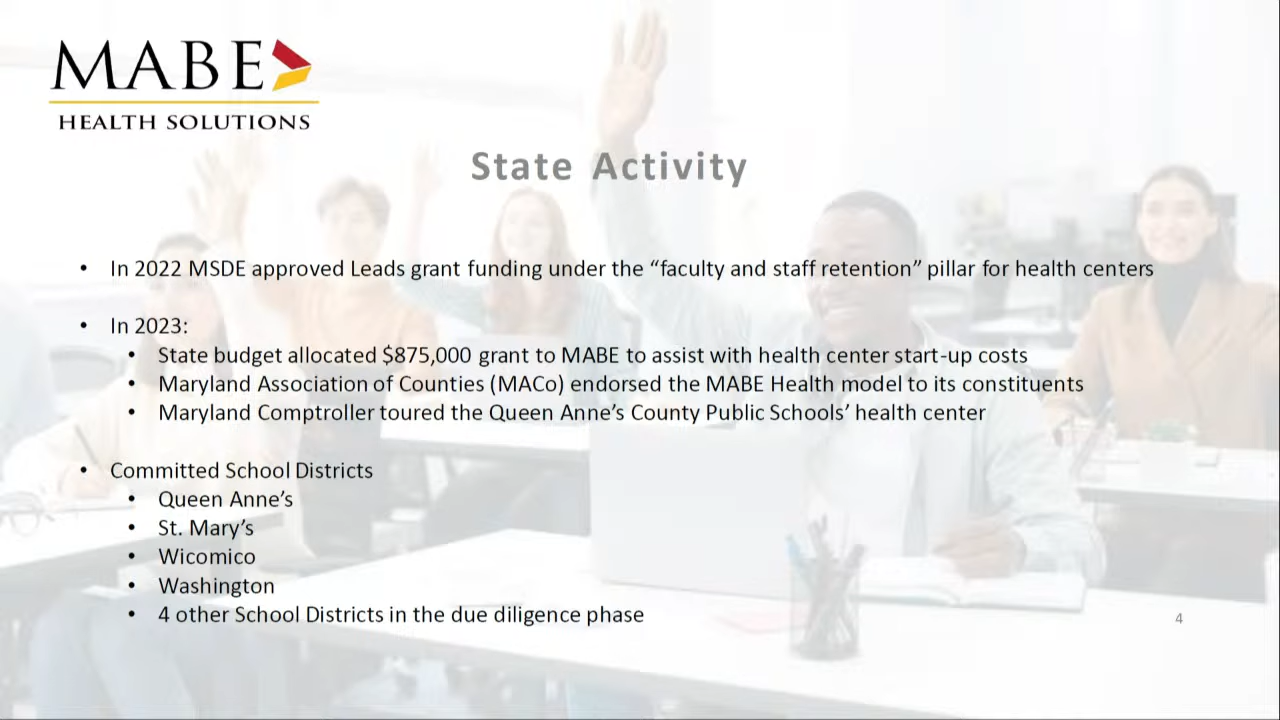 MABE
HEALTH SOLUTIONS
State Activity
• In 2022 MSDE approved Leads grant funding under the “faculty and staff retention” pillar for health centers
• In 2023:
• State budget allocated $875,000 grant to MABE to assist with health center start-up costs
• Maryland Association of Counties (MACo) endorsed the MABE Health model to its constituents
• Maryland Comptroller toured the Queen Anne’s County Public Schools’ health center
• Committed School Districts
• Queen Anne’s
• St. Mary’s
• Wicomico
• Washington
• 4 other School Districts in the due diligence phase
4